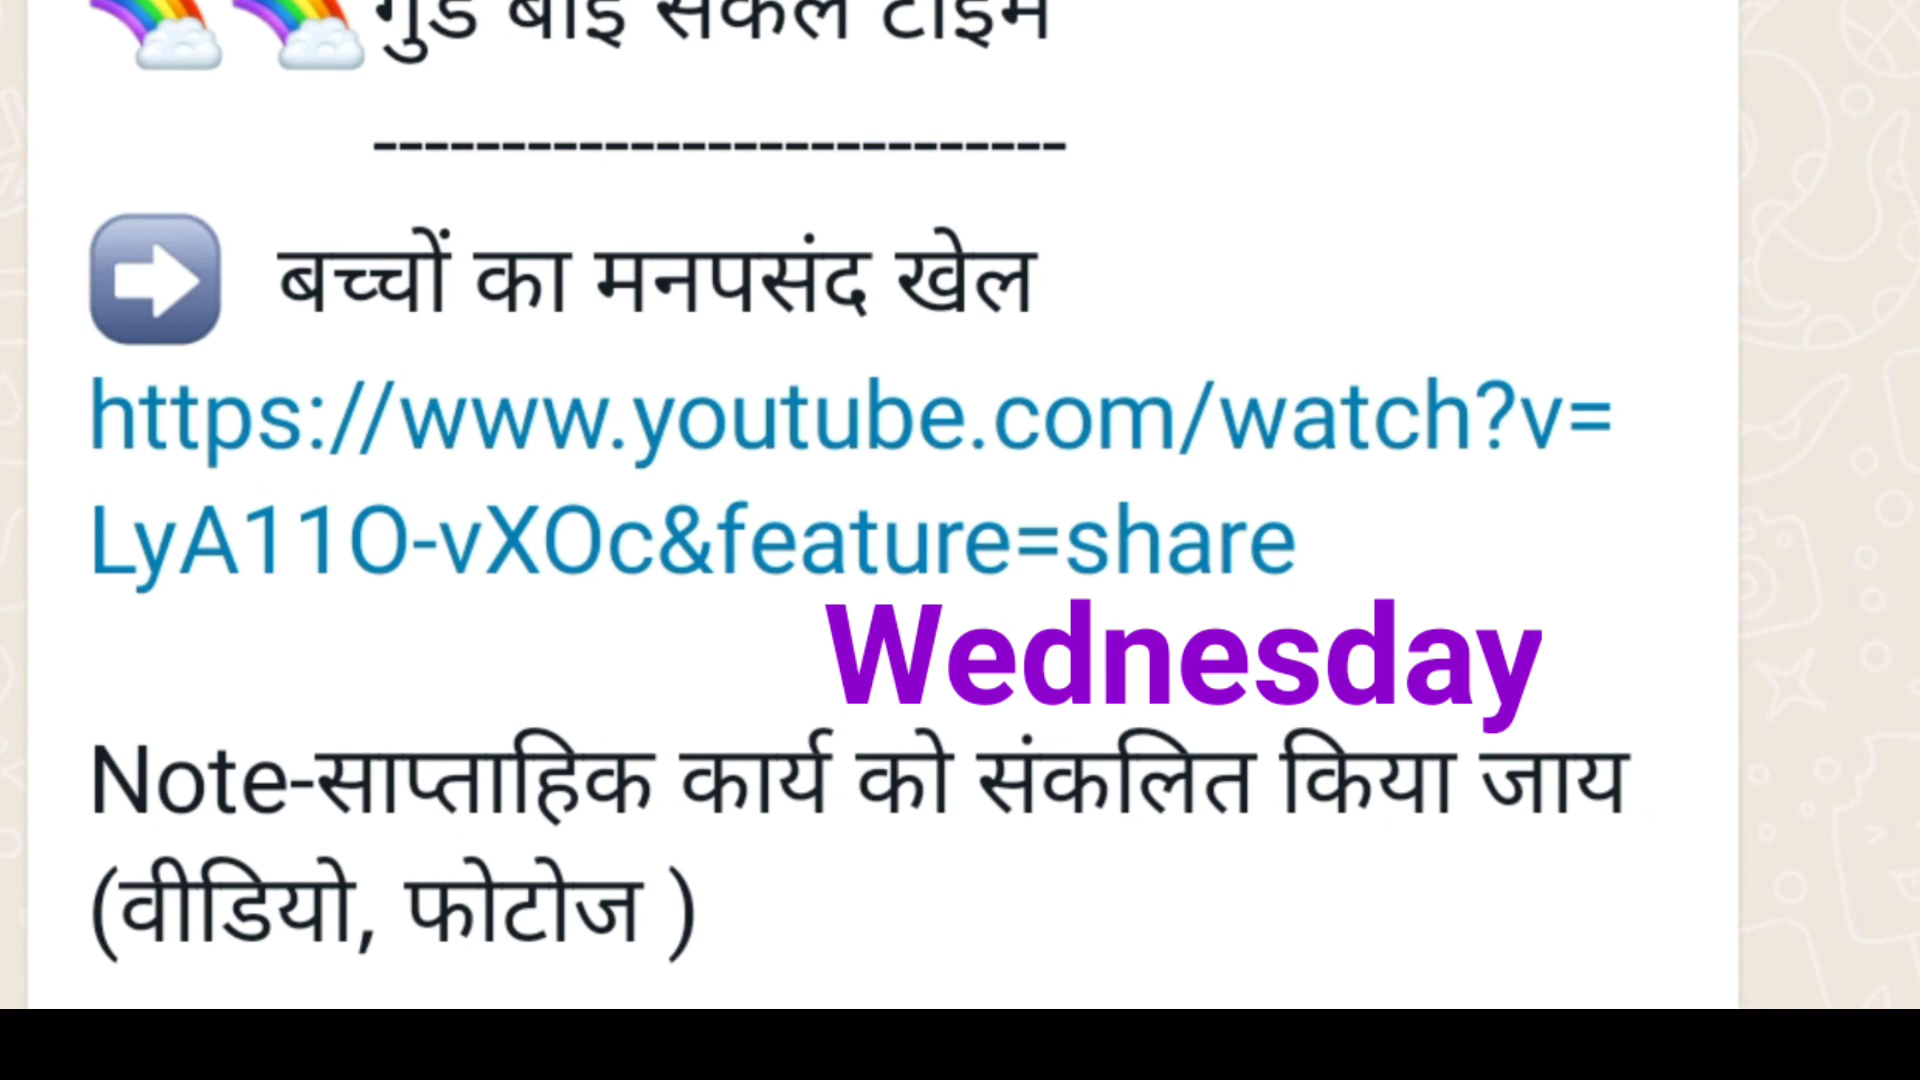 गुड बाइ सर्कल टाइम
---------------------------
बच्चों का मनपसंद खेल
https://www.youtube.com/watch?v=
LyA11O-vXOc&feature=share
Wednesday
Note-साप्ताहिक कार्य को संकलित किया जाय
(वीडियो, फोटोज )